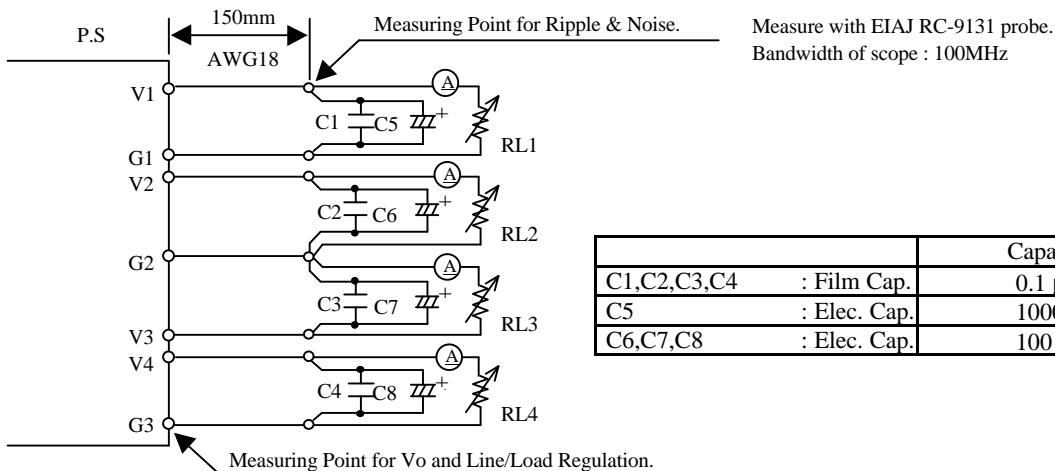 150mm
P.S
AWG18
Measuring Point for Ripple & Noise.
Measure with EIAJ RC-9131 probe.
Bandwidth of scope : 100MHz
V1
A
C1
C5
+
RL1
G1
V2
A
C2
C6
+
RL2
G2
A
C3
C7
+
RL3
V3
V4
A
C4
C8
+
RL4
G3
Measuring Point for Vo and Line/Load Regulation.
C1,C2,C3,C4 : Film Cap. 0.1
C5 : Elec. Cap.
C6,C7,C8 : Elec. Cap. 100